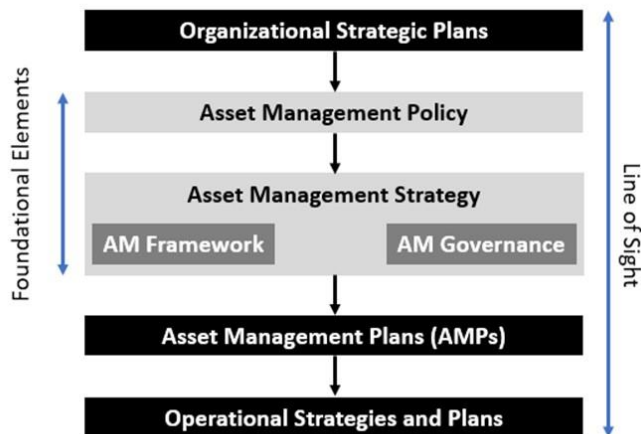 Organizational Strategic Plans
Foundational Elements
Asset Management Policy
Asset Management Strategy
AM Framework
AM Governance
Line of Sight
Asset Management Plans (AMPs)
Operational Strategies and Plans